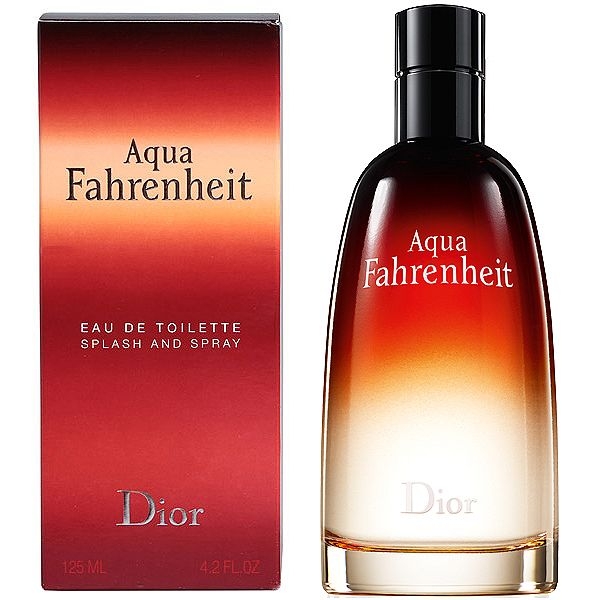 Aqua
Fahrenheit
EAU DE TOILETTE
SPLASH AND SPRAY
Dior
125 ML 4.2 FL.OZ
Aqua
Fahrenheit
Dior